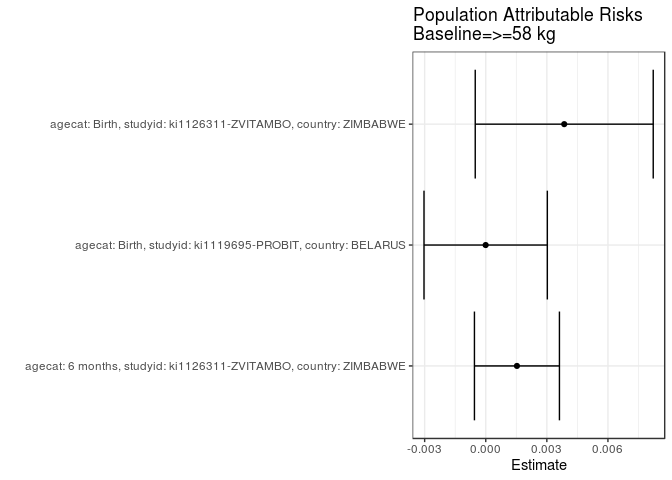 Population Attributable Risks
Baseline=>=58 kg
agecat: Birth, studyid: ki1126311-ZVITAMBO, country: ZIMBABWE
agecat: Birth, studyid: ki1119695-PROBIT, country: BELARUS
agecat: 6 months, studyid: ki1126311-ZVITAMBO, country: ZIMBABWE
-0.003 0.000 0.003 0.006
Estimate